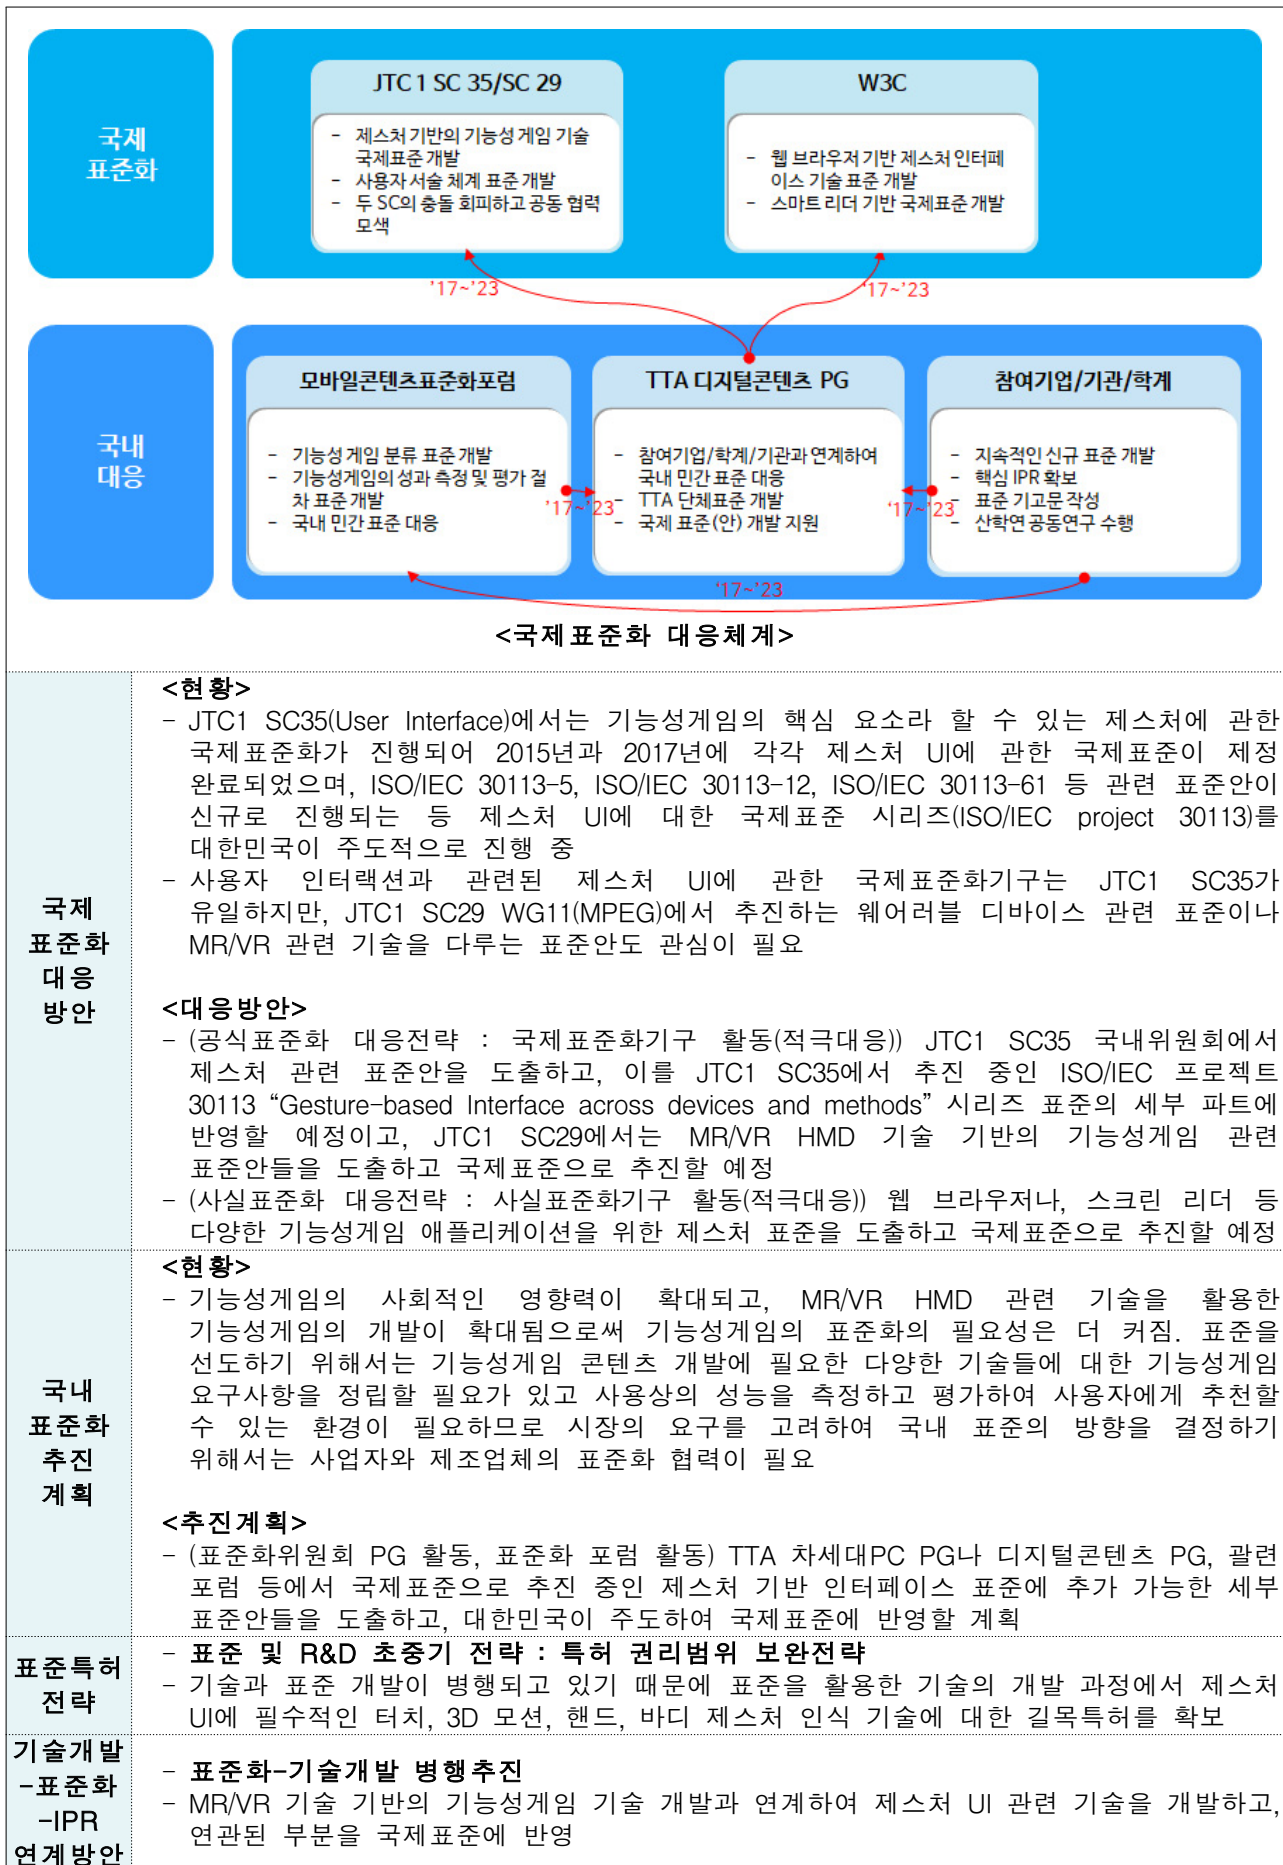 국제
표준화
JTC 1 SC 35/SC 29
- 제스처 기반의 기능성 게임 기술
국제표준 개발
- 사용자 서술 체계 표준 개발
- 두 SC의 충돌 회피하고 공동 협력
모색
W3C
- 웹 브라우저 기반 제스처 인터페
이스 기술 표준 개발
- 스마트 리더 기반 국제표준 개발
'17~'23
'17~'23
국내
대응
모바일콘텐츠표준화포럼
- 기능성 게임 분류 표준 개발
- 기능성게임의 성과 측정 및 평가 절
차 표준 개발
- 국내 민간 표준 대응
'17~'23
TTA 디지털콘텐츠 PG
- 참여기업/학계/기관과 연계하여
국내 민간 표준 대응
- TTA 단체표준 개발
- 국제 표준(안) 개발 지원
'17~'23
참여기업/기관/학계
- 지속적인 신규 표준 개발
- 핵심 IPR 확보
- 표준 기고문 작성
- 산학연 공동연구 수행
'17~'23
<국제표준화 대응체계>
국제
표준화
대응
방안
<현황>
- JTC1 SC35(User Interface)에서는 기능성게임의 핵심 요소라 할 수 있는 제스처에 관한
국제표준화가 진행되어 2015년과 2017년에 각각 제스처 UI에 관한 국제표준이 제정
완료되었으며, ISO/IEC 30113-5, ISO/IEC 30113-12, ISO/IEC 30113-61 등 관련 표준안이
신규로 진행되는 등 제스처 UI에 대한 국제표준 시리즈(ISO/IEC project 30113)를
대한민국이 주도적으로 진행 중
- 사용자 인터랙션과 관련된 제스처 UI에 관한 국제표준화기구는 JTC1 SC35가
유일하지만, JTC1 SC29 WG11(MPEG)에서 추진하는 웨어러블 디바이스 관련 표준이나
MR/VR 관련 기술을 다루는 표준안도 관심이 필요
<대응방안>
- (공식표준화 대응전략 : 국제표준화기구 활동(적극대응)) JTC1 SC35 국내위원회에서
제스처 관련 표준안을 도출하고, 이를 JTC1 SC35에서 추진 중인 ISO/IEC 프로젝트
30113 “Gesture-based Interface across devices and methods” 시리즈 표준의 세부 파트에
반영할 예정이고, JTC1 SC29에서는 MR/VR HMD 기술 기반의 기능성게임 관련
표준안들을 도출하고 국제표준으로 추진할 예정
- (사실표준화 대응전략 : 사실표준화기구 활동(적극대응)) 웹 브라우저나, 스크린 리더 등
다양한 기능성게임 애플리케이션을 위한 제스처 표준을 도출하고 국제표준으로 추진할 예정
국내
표준화
추진
계획
<현황>
- 기능성게임의 사회적인 영향력이 확대되고, MR/VR HMD 관련 기술을 활용한
기능성게임의 개발이 확대됨으로써 기능성게임의 표준화의 필요성은 더 커짐. 표준을
선도하기 위해서는 기능성게임 콘텐츠 개발에 필요한 다양한 기술들에 대한 기능성게임
요구사항을 정립할 필요가 있고 사용상의 성능을 측정하고 평가하여 사용자에게 추천할
수 있는 환경이 필요하므로 시장의 요구를 고려하여 국내 표준의 방향을 결정하기
위해서는 사업자와 제조업체의 표준화 협력이 필요
<추진계획>
- (표준화위원회 PG 활동, 표준화 포럼 활동) TTA 차세대PC PG나 디지털콘텐츠 PG, 괄련
포럼 등에서 국제표준으로 추진 중인 제스처 기반 인터페이스 표준에 추가 가능한 세부
표준안들을 도출하고, 대한민국이 주도하여 국제표준에 반영할 계획
표준특허
전략
- 표준 및 R&D 초중기 전략 : 특허 권리범위 보완전략
- 기술과 표준 개발이 병행되고 있기 때문에 표준을 활용한 기술의 개발 과정에서 제스처
UI에 필수적인 터치, 3D 모션, 핸드, 바디 제스처 인식 기술에 대한 길목특허를 확보
기술개발
-표준화
-IPR
연계방안
- 표준화-기술개발 병행추진
- MR/VR 기술 기반의 기능성게임 기술 개발과 연계하여 제스처 UI 관련 기술을 개발하고,
연관된 부분을 국제표준에 반영